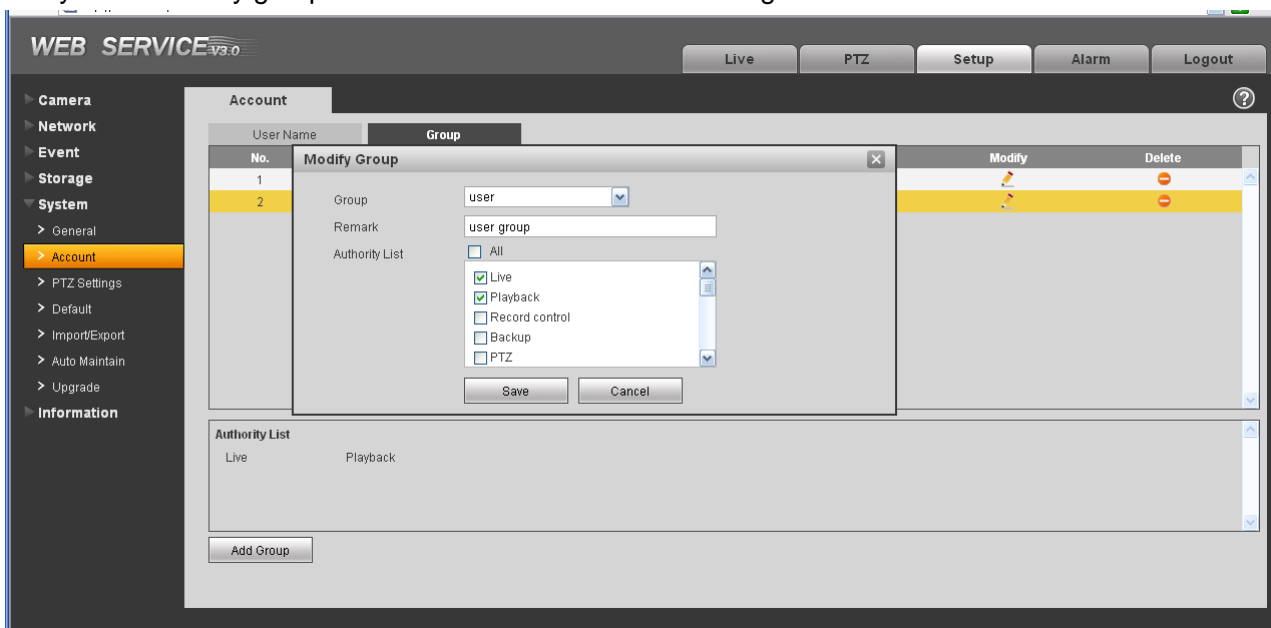 WEB SERVICE V3.0
Live PTZ Setup Alarm Logout
Camera
Network
Event
Storage
System
> General
> Account
> PTZ Settings
> Default
> Import/Export
> Auto Maintain
> Upgrade
Information
Account
User Name Group
No. Modify Delete
1
2
Modify Group
Group user
Remark user group
Authority List All
Live
Playback
Record control
Backup
PTZ
Save Cancel
Authority List
Live Playback
Add Group